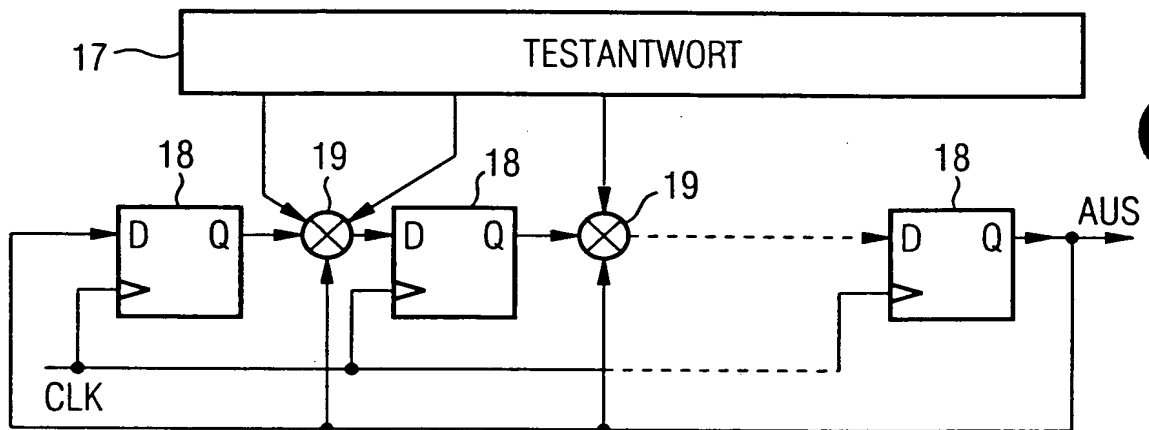 17
TESTANTWORT
18
19
18
19
18
D Q
D Q
D Q
AUS
CLK